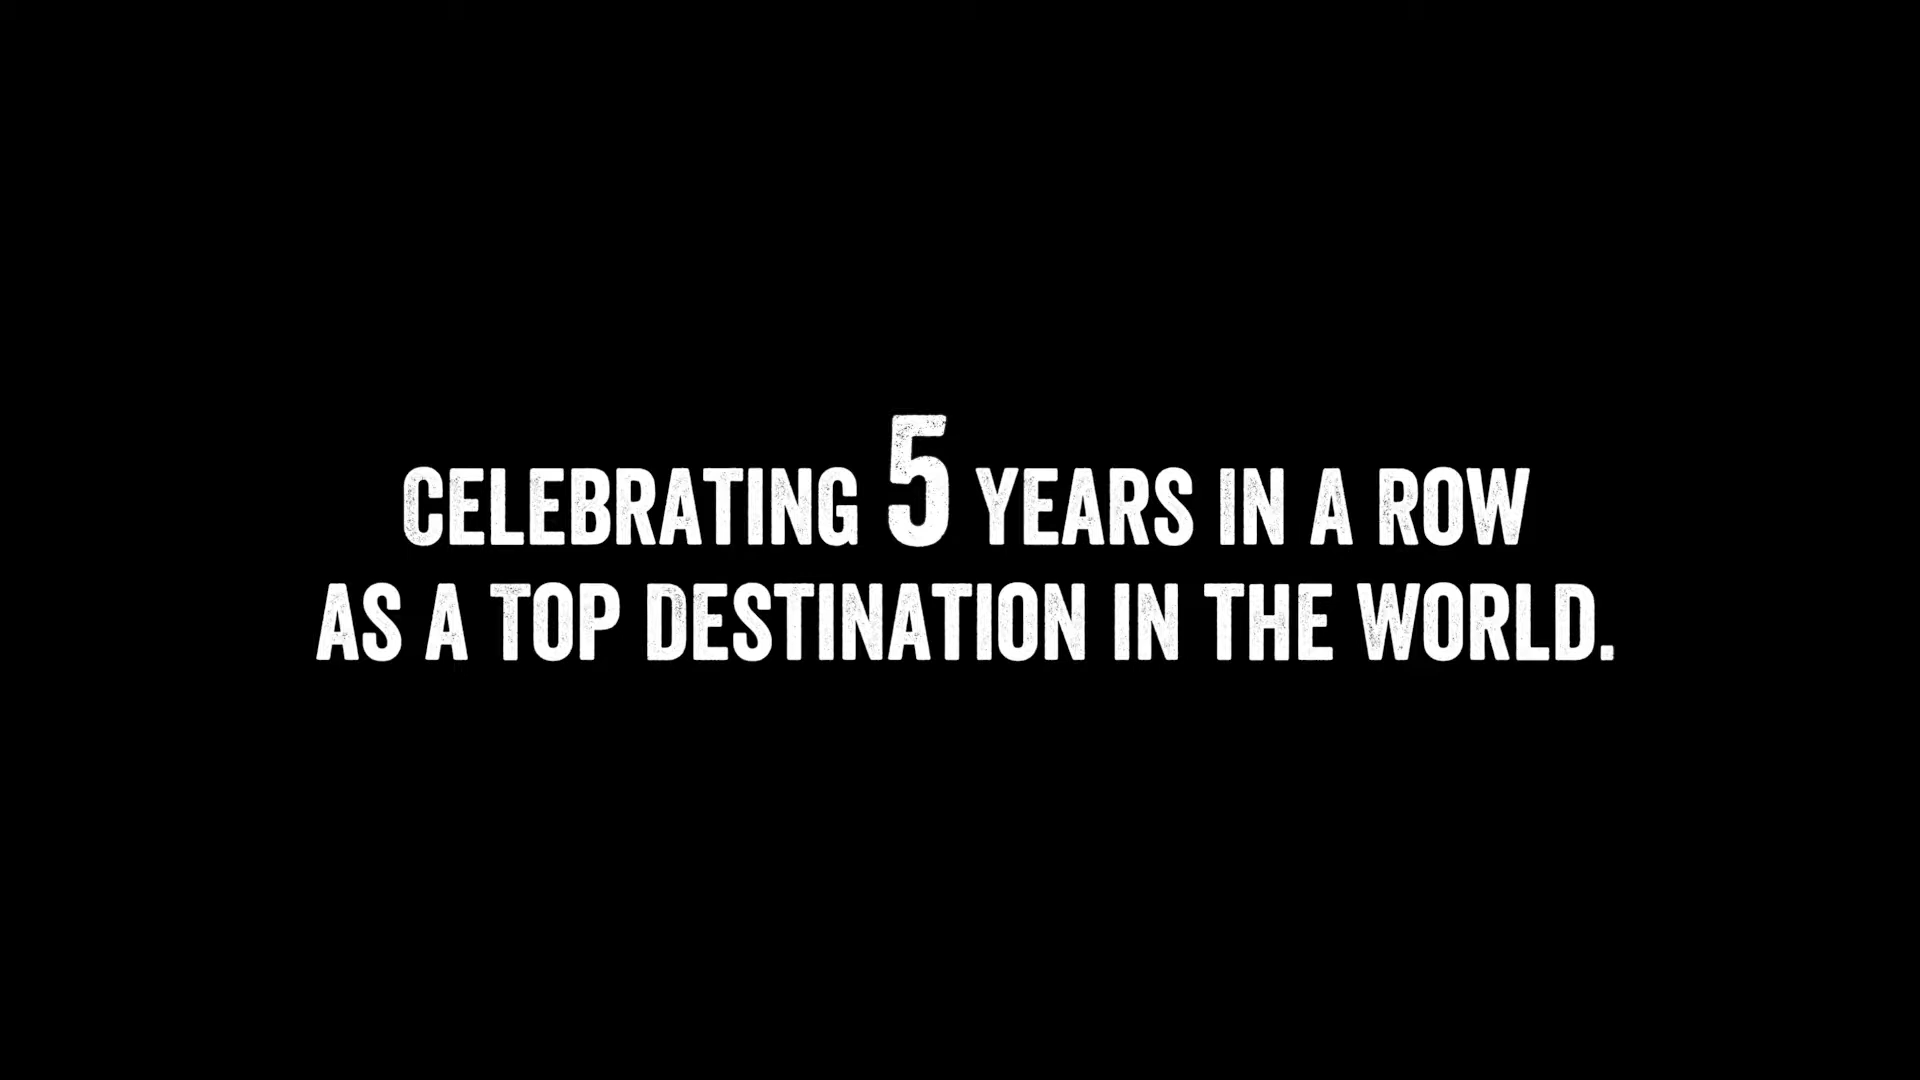 CELEBRATING 5 YEARS IN A ROW
AS A TOP DESTINATION IN THE WORLD.